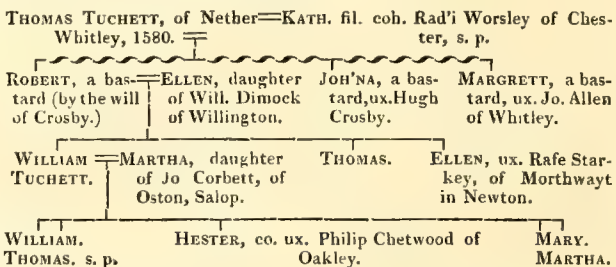 THOMAS TUCHETT, of Nether=KATH. fil. coh. Rad'i Worsley of Ches-
Whitley, 1580. ter, s. p.
ROBERT, a bas-=ELLEN, daughter JOH'NA, a bas- MARGRETT, a bas-
tard (by the will of Will. Dimock tard, ux. Hugh tard, ux. Jo. Allen
of Crosby.) of Willington. Crosby. of Whitley.
WILLIAM =MARTHA, daughter THOMAS. ELLEN, ux. Rafe Star-
TUCHETT. of Jo Corbett, of key, of Morthwayt
Oston, Salop. in Newton.
WILLIAM. HESTER, co. ux. Philip Chetwood of MARY.
THOMAS. s. p. Oakley. MARTHA.